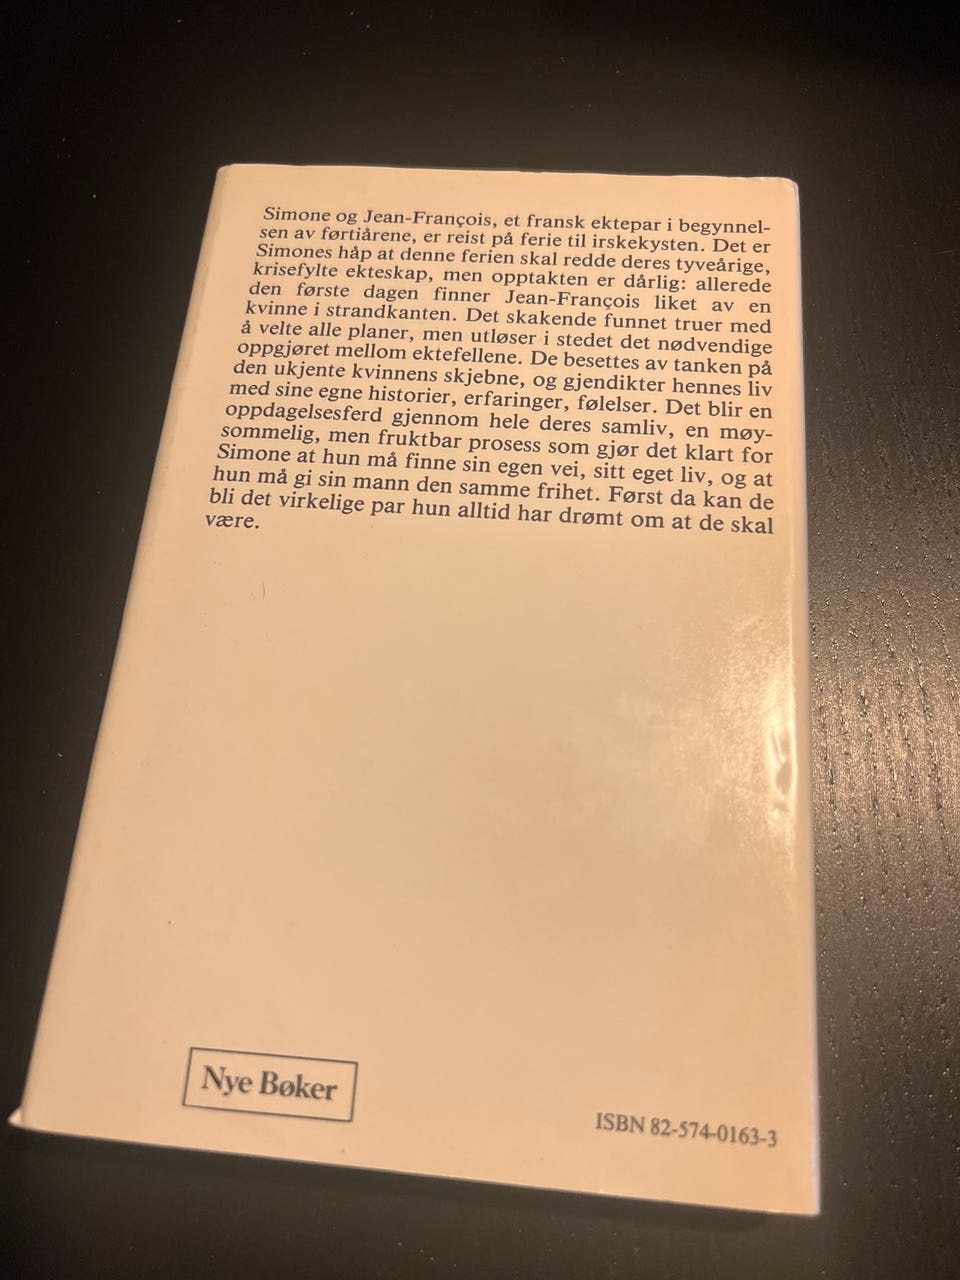 Simone og Jean-François, et fransk ektepar i begynnel-
sen av førtiårene, er reist på ferie til irskekysten. Det er
Simones håp at denne ferien skal redde deres tyveårige,
krisefylte ekteskap, men opptakten er dårlig: allerede
den første dagen finner Jean-François liket av en
kvinne i strandkanten. Det skakende funnet truer med
å velte alle planer, men utløser i stedet det nødvendige
oppgjøret mellom ektefellene. De besettes av tanken på
den ukjente kvinnens skjebne, og gjendikter hennes liv
med sine egne historier, erfaringer, følelser. Det blir en
oppdagelsesferd gjennom hele deres samliv, en møy-
sommelig, men fruktbar prosess som gjør det klart for
Simone at hun må finne sin egen vei, sitt eget liv, og at
hun må gi sin mann den samme frihet. Først da kan de
bli det virkelige par hun alltid har drømt om at de skal
være.
Nye Bøker
ISBN 82-574-0163-3